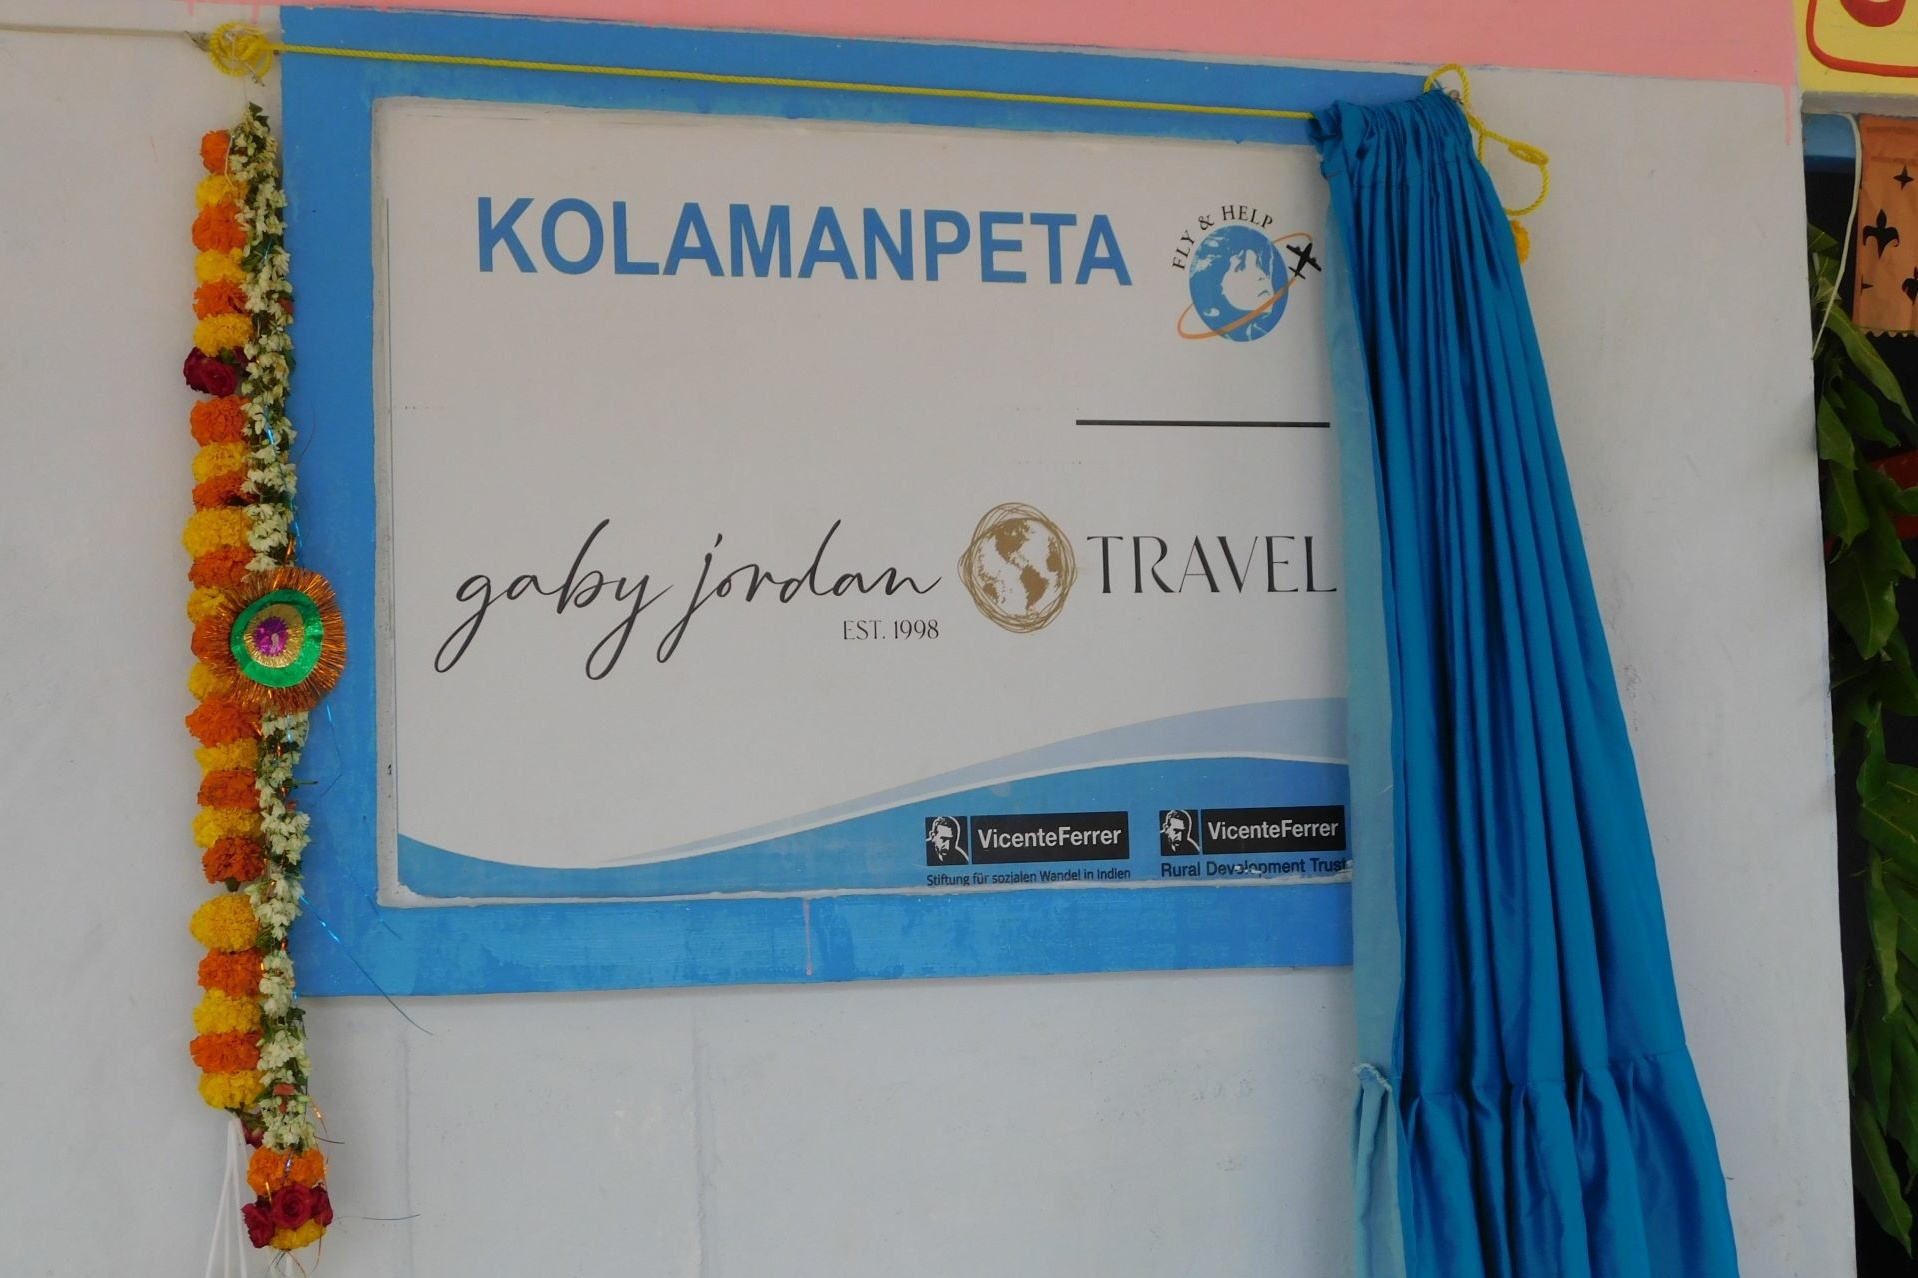 KOLAMANPETA
FLY & HELP
gaby jordan TRAVEL
EST. 1998
VicenteFerrer
Stiftung für sozialen Wandel in Indien
VicenteFerrer
Rural Development Trust